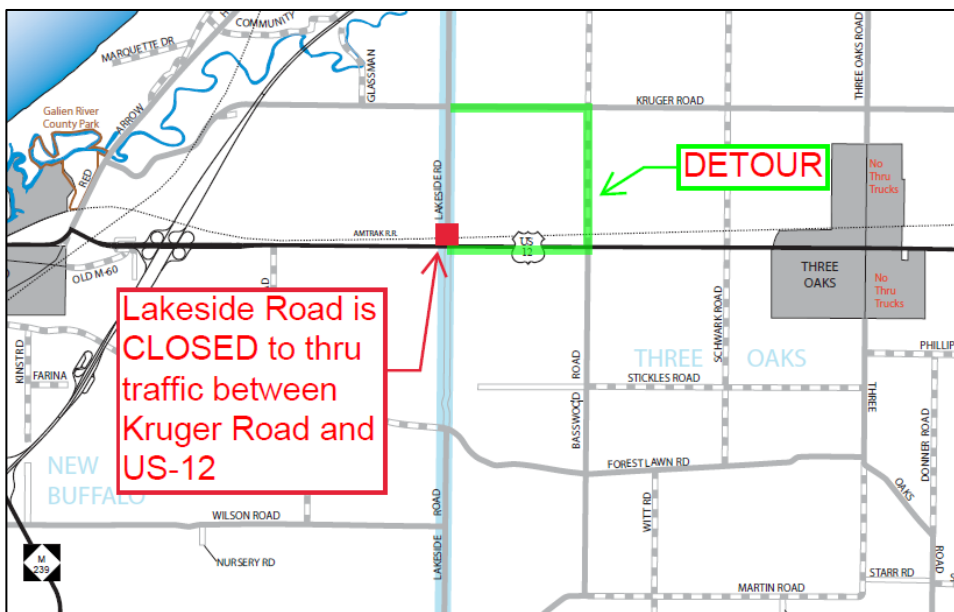 COMMUNITY
MARQUETTE DR
GLASSMAN
THREE OAKS ROAD
KRUGER ROAD
Galien River
County Park
ARROW
RED
LAKESIDE RD
DETOUR
No
Thru
Trucks
AMTRAK R.R.
US
12
OLD M-60
THREE
OAKS
No
Thru
Trucks
Lakeside Road is
CLOSED to thru
traffic between
Kruger Road and
US-12
KINST RD
FARINA
SCHWARK ROAD
THREE OAKS
PHILLIP
STICKLES ROAD
BASSWOOD
ROAD
THREE
OAKS
ROAD
DONNER ROAD
FOREST LAWN RD
NEW
BUFFALO
WILSON ROAD
NURSERY RD
LAKESIDE
ROAD
WITT RD
M
239
MARTIN ROAD
STARR RD